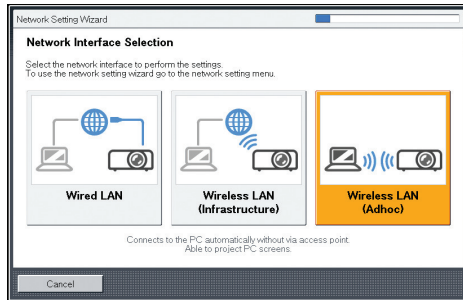 Network Setting Wizard
Network Interface Selection
Select the network interface to perform the settings.
To use the network setting wizard go to the network setting menu.
Wired LAN
Wireless LAN
(Infrastructure)
Wireless LAN
(Adhoc)
Connects to the PC automatically without via access point.
Able to project PC screens.
Cancel